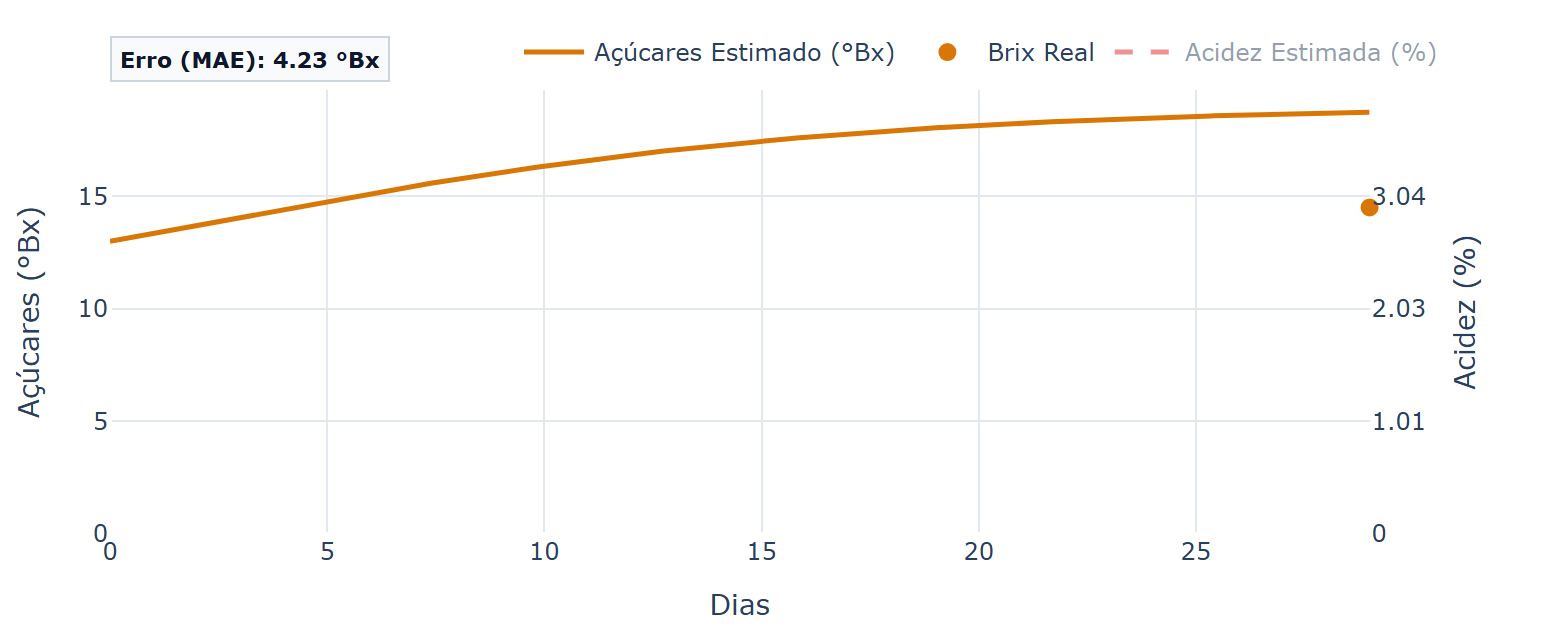 Erro (MAE): 4.23 ºBx
Açúcares Estimado (°Bx)
Brix Real
Acidez Estimada (%)
15
10
5
0
Açúcares (°Bx)
3.04
2.03
1.01
0
Acidez (%)
0
5
10
15
20
25
Dias